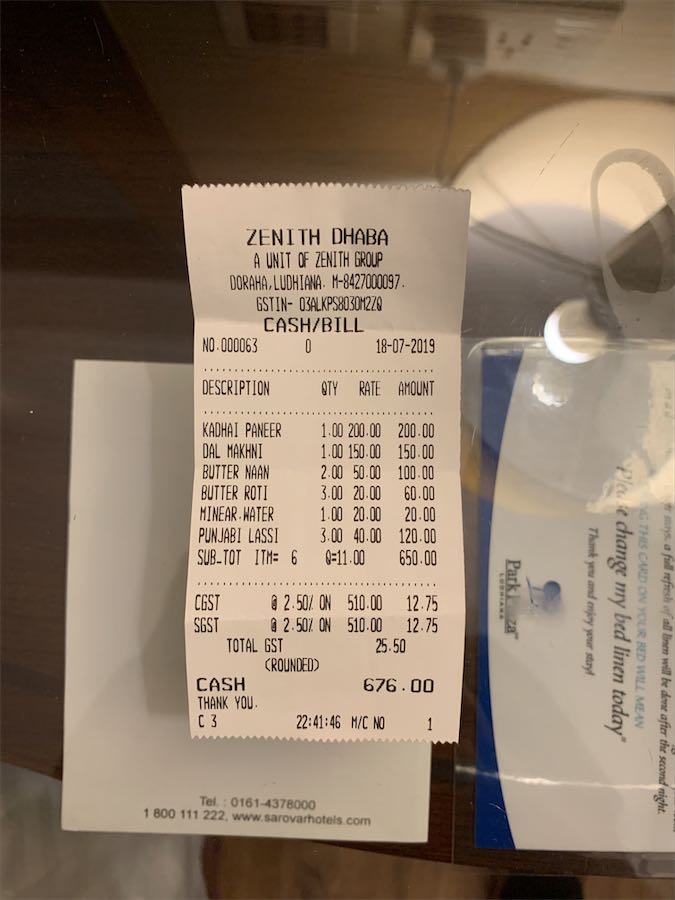 ZENITH DHABA
A UNIT OF ZENITH GROUP
DORAHA,LUDHIANA. M-8427000097.
GSTIN- 03ALKPS8030M2ZQ
CASH/BILL
NO.000063 0 18-07-2019
DESCRIPTION QTY RATE AMOUNT
KADHAI PANEER 1.00 200.00 200.00
DAL MAKHNI 1.00 150.00 150.00
BUTTER NAAN 2.00 50.00 100.00
BUTTER ROTI 3.00 20.00 60.00
MINEAR.WATER 1.00 20.00 20.00
PUNJABI LASSI 3.00 40.00 120.00
SUB-TOT ITM= 6 Q=11.00 650.00
CGST @ 2.50% ON 510.00 12.75
SGST @ 2.50% ON 510.00 12.75
TOTAL GST 25.50
(ROUNDED)
CASH 676.00
THANK YOU.
C 3 22:41:46 M/C NO 1
Tel. : 0161-4378000
1 800 111 222, www.sarovarhotels.com
stays, a full refresh of all linen will be done after the second night.
THIS CARD ON YOUR BED WILL MEAN
Please change my bed linen today"
Thank you and enjoy your stay!
Park
LUDHIANA